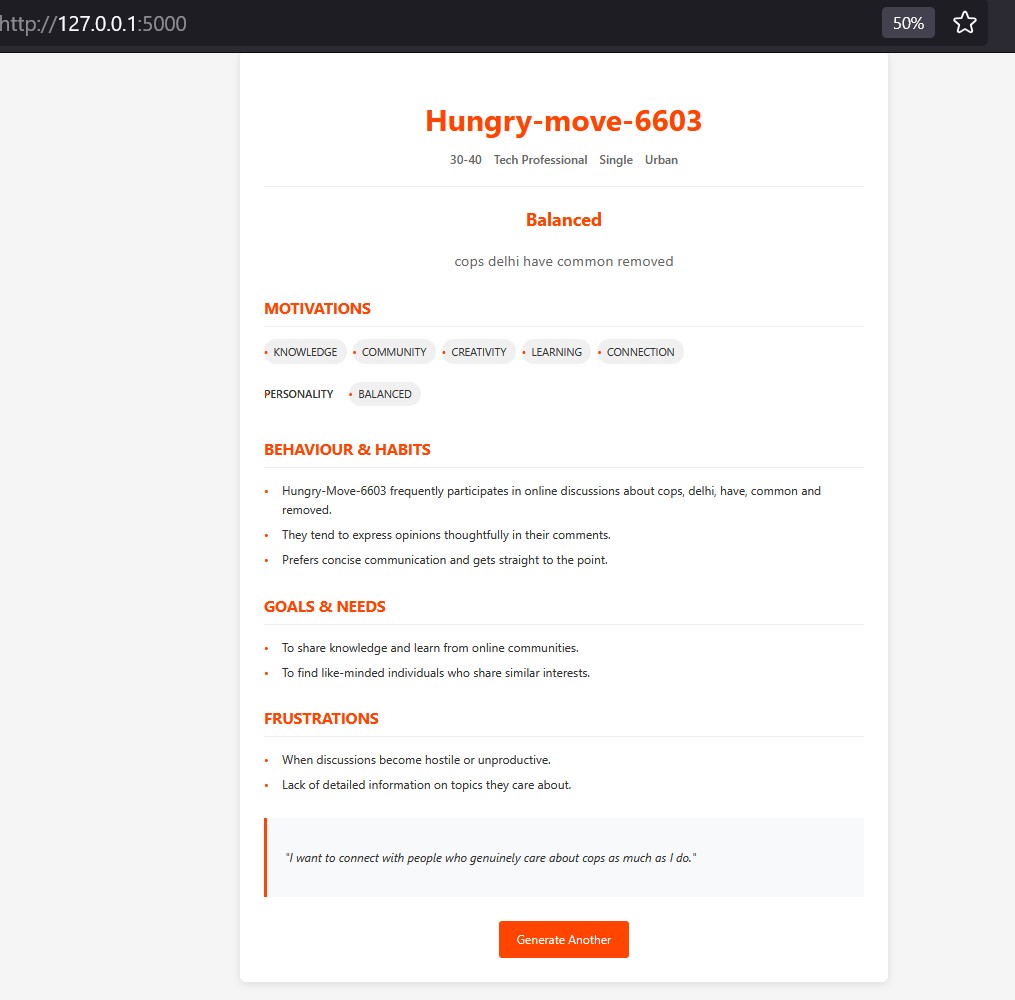 http://127.0.0.1:5000
50%
Hungry-move-6603
30-40 Tech Professional Single Urban
Balanced
cops delhi have common removed
MOTIVATIONS
• KNOWLEDGE • COMMUNITY • CREATIVITY • LEARNING • CONNECTION
PERSONALITY • BALANCED
BEHAVIOUR & HABITS
• Hungry-Move-6603 frequently participates in online discussions about cops, delhi, have, common and
removed.
• They tend to express opinions thoughtfully in their comments.
• Prefers concise communication and gets straight to the point.
GOALS & NEEDS
• To share knowledge and learn from online communities.
• To find like-minded individuals who share similar interests.
FRUSTRATIONS
• When discussions become hostile or unproductive.
• Lack of detailed information on topics they care about.
"I want to connect with people who genuinely care about cops as much as I do."
Generate Another